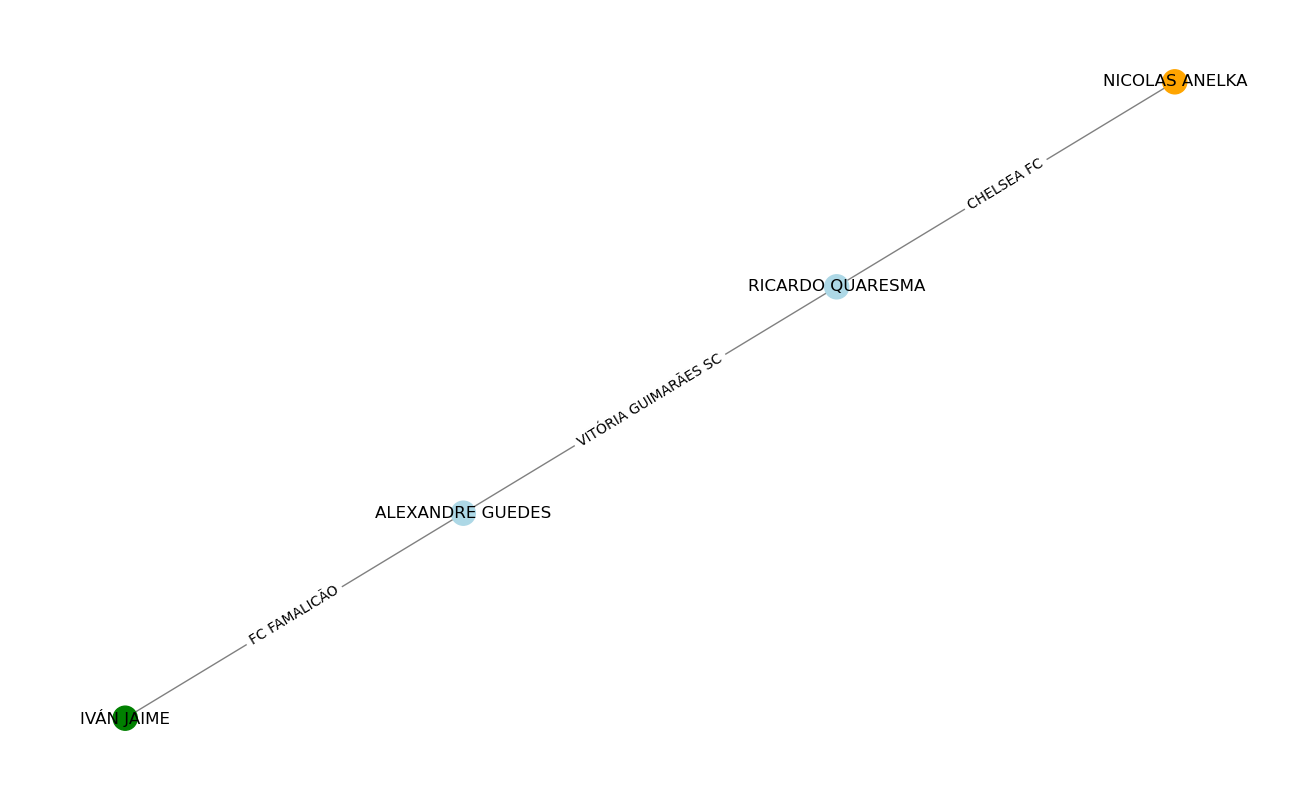 NICOLAS ANELKA
CHELSEA FC
RICARDO QUARESMA
VITÓRIA GUIMARÃES SC
ALEXANDRE GUEDES
FC FAMALICÃO
IVÁN JAIME